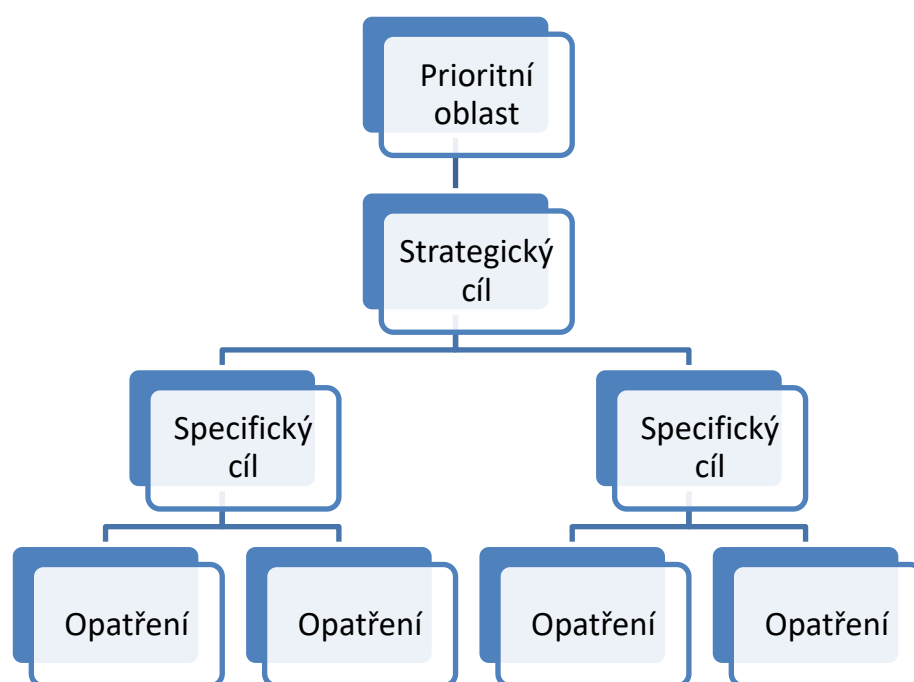 Prioritní
oblast
Strategický
cíl
Specifický
cíl
Specifický
cíl
Opatření
Opatření
Opatření
Opatření